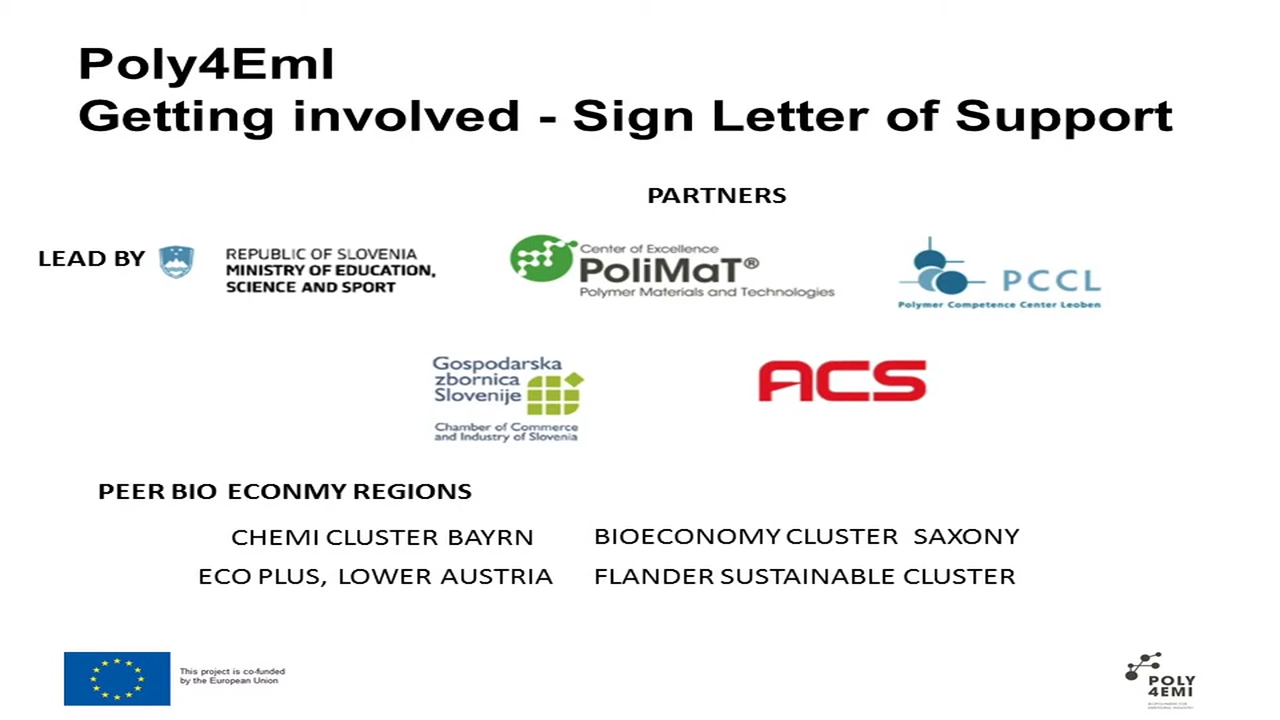 Poly4EmI
Getting involved - Sign Letter of Support
PARTNERS
LEAD BY
REPUBLIC OF SLOVENIA
MINISTRY OF EDUCATION,
SCIENCE AND SPORT
Center of Excellence
PoliMaT®
Polymer Materials and Technologies
PCCL
Polymer Competence Center Leoben
Gospodarska
zbornica
Slovenije
Chamber of Commerce
and Industry of Slovenia
ACS
PEER BIO ECONMY REGIONS
CHEMI CLUSTER BAYRN
BIOECONOMY CLUSTER SAXONY
ECO PLUS, LOWER AUSTRIA
FLANDER SUSTAINABLE CLUSTER
This project is co-funded
by the European Union
POLY
4EMI